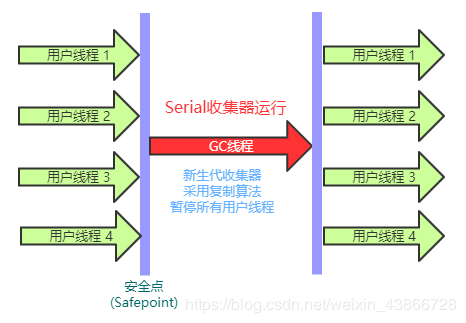 用户线程 1
用户线程 1
用户线程 2
Serial收集器运行
用户线程 2
GC线程
用户线程 3
新生代收集器
采用复制算法
暂停所有用户线程
用户线程 3
用户线程 4
用户线程 4
安全点
(Safepoint)
https://blog.csdn.net/weixin_43866728